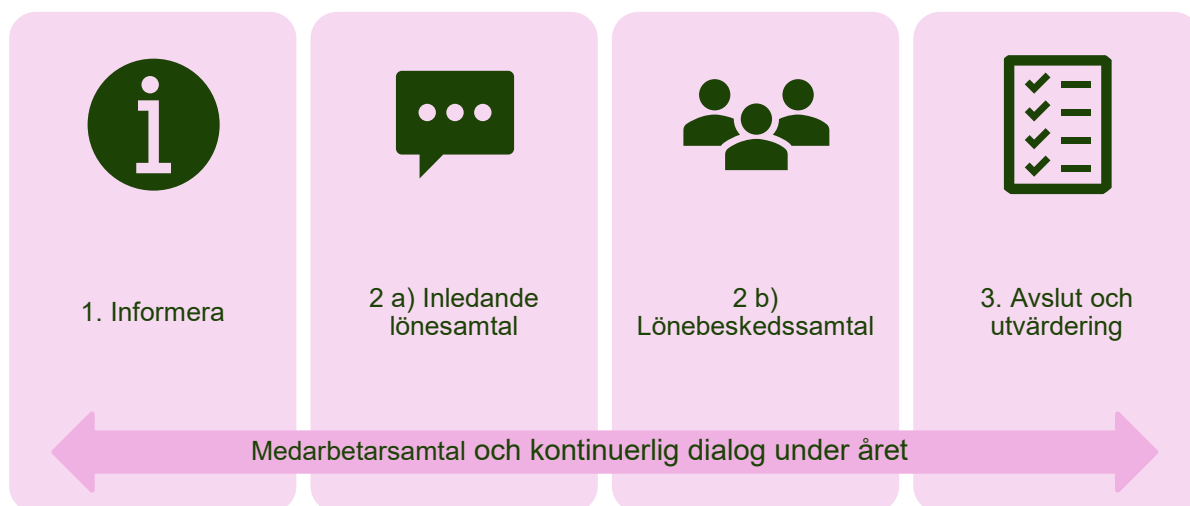 1. Informera
2 a) Inledande
lönesamtal
2 b)
Lönebeskedssamtal
3. Avslut och
utvärdering
Medarbetarsamtal och kontinuerlig dialog under året